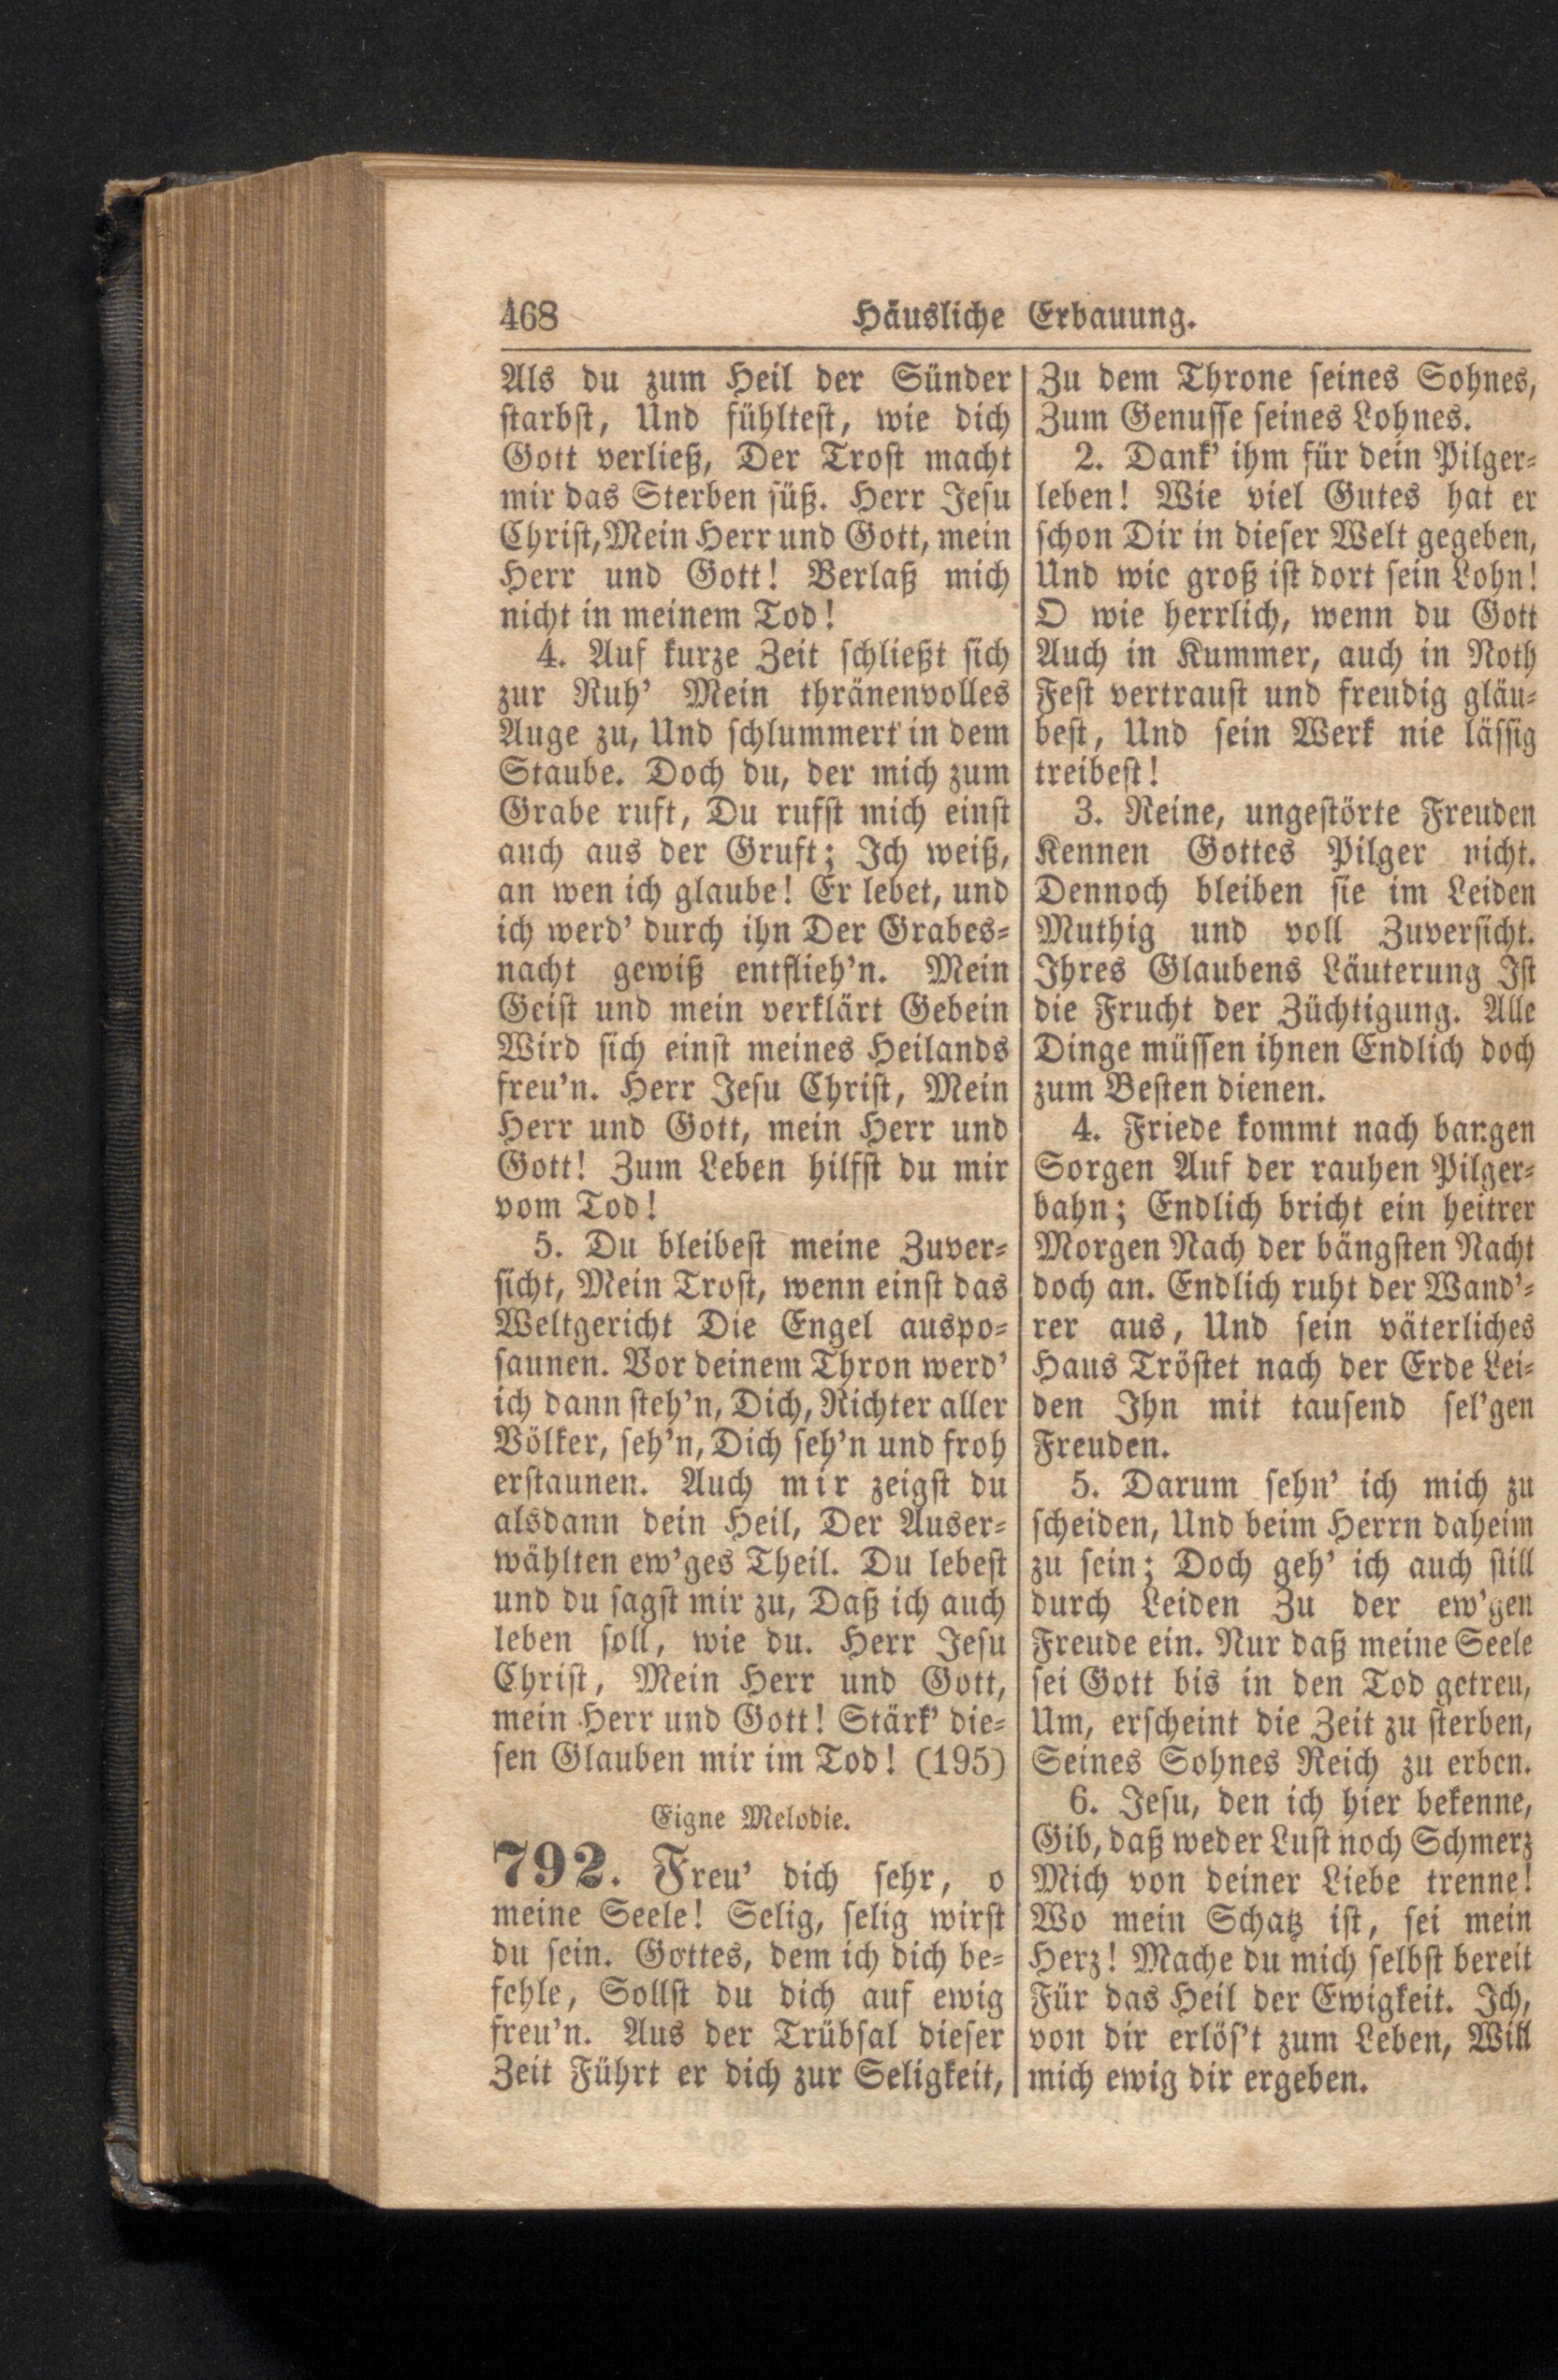 468 Häusliche Erbauung.
Als du zum Heil der Sünder
starbst, Und fühltest, wie dich
Gott verließ, Der Trost macht
mir das Sterben süß. Herr Jesu
Christ, Mein Herr und Gott, mein
Herr und Gott! Verlaß mich
nicht in meinem Tod!
4. Auf kurze Zeit schließt sich
zur Ruh’ Mein thränenvolles
Auge zu, Und schlummert in dem
Staube. Doch du, der mich zum
Grabe ruft, Du rufst mich einst
auch aus der Gruft; Ich weiß,
an wen ich glaube! Er lebet, und
ich werd’ durch ihn Der Grabes-
nacht gewiß entflieh’n. Mein
Geist und mein verklärt Gebein
Wird sich einst meines Heilands
freu’n. Herr Jesu Christ, Mein
Herr und Gott, mein Herr und
Gott! Zum Leben hilfst du mir
vom Tod!
5. Du bleibest meine Zuver-
sicht, Mein Trost, wenn einst das
Weltgericht Die Engel auspo-
saunen. Vor deinem Thron werd’
ich dann steh’n, Dich, Richter aller
Völker, seh’n, Dich seh’n und froh
erstaunen. Auch mir zeigst du
alsdann dein Heil, Der Auser-
wählten ew’ges Theil. Du lebest
und du sagst mir zu, Daß ich auch
leben soll, wie du. Herr Jesu
Christ, Mein Herr und Gott,
mein Herr und Gott! Stärk’ die-
sen Glauben mir im Tod! (195)
Eigne Melodie.
792. Freu’ dich sehr, o
meine Seele! Selig, selig wirst
du sein. Gottes, dem ich dich be-
fehle, Sollst du dich auf ewig
freu’n. Aus der Trübsal dieser
Zeit Führt er dich zur Seligkeit,
Zu dem Throne seines Sohnes,
Zum Genusse seines Lohnes.
2. Dank’ ihm für dein Pilger-
leben! Wie viel Gutes hat er
schon Dir in dieser Welt gegeben,
Und wie groß ist dort sein Lohn!
O wie herrlich, wenn du Gott
Auch in Kummer, auch in Noth
Fest vertraust und freudig gläu-
best, Und sein Werk nie lässig
treibest!
3. Reine, ungestörte Freuden
Kennen Gottes Pilger nicht.
Dennoch bleiben sie im Leiden
Muthig und voll Zuversicht.
Ihres Glaubens Läuterung Ist
die Frucht der Züchtigung. Alle
Dinge müssen ihnen Endlich doch
zum Besten dienen.
4. Friede kommt nach bangen
Sorgen Auf der rauhen Pilger-
bahn; Endlich bricht ein heitrer
Morgen Nach der bängsten Nacht
doch an. Endlich ruht der Wand’-
rer aus, Und sein väterliches
Haus Tröstet nach der Erde Lei-
den Ihn mit tausend sel’gen
Freuden.
5. Darum sehn’ ich mich zu
scheiden, Und beim Herrn daheim
zu sein; Doch geh’ ich auch still
durch Leiden Zu der ew’gen
Freude ein. Nur daß meine Seele
sei Gott bis in den Tod getreu,
Um, erscheint die Zeit zu sterben,
Seines Sohnes Reich zu erben.
6. Jesu, den ich hier bekenne,
Gib, daß weder Lust noch Schmerz
Mich von deiner Liebe trenne!
Wo mein Schatz ist, sei mein
Herz! Mache du mich selbst bereit
Für das Heil der Ewigkeit. Ich,
von dir erlös’t zum Leben, Will
mich ewig dir ergeben.